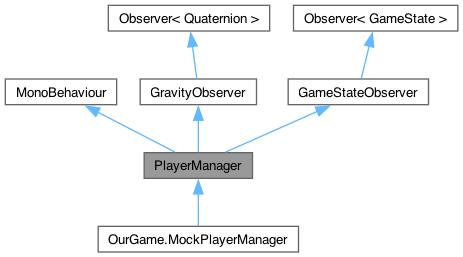 Observer< Quaternion >
Observer< GameState >
MonoBehaviour
GravityObserver
GameStateObserver
PlayerManager
OurGame.MockPlayerManager